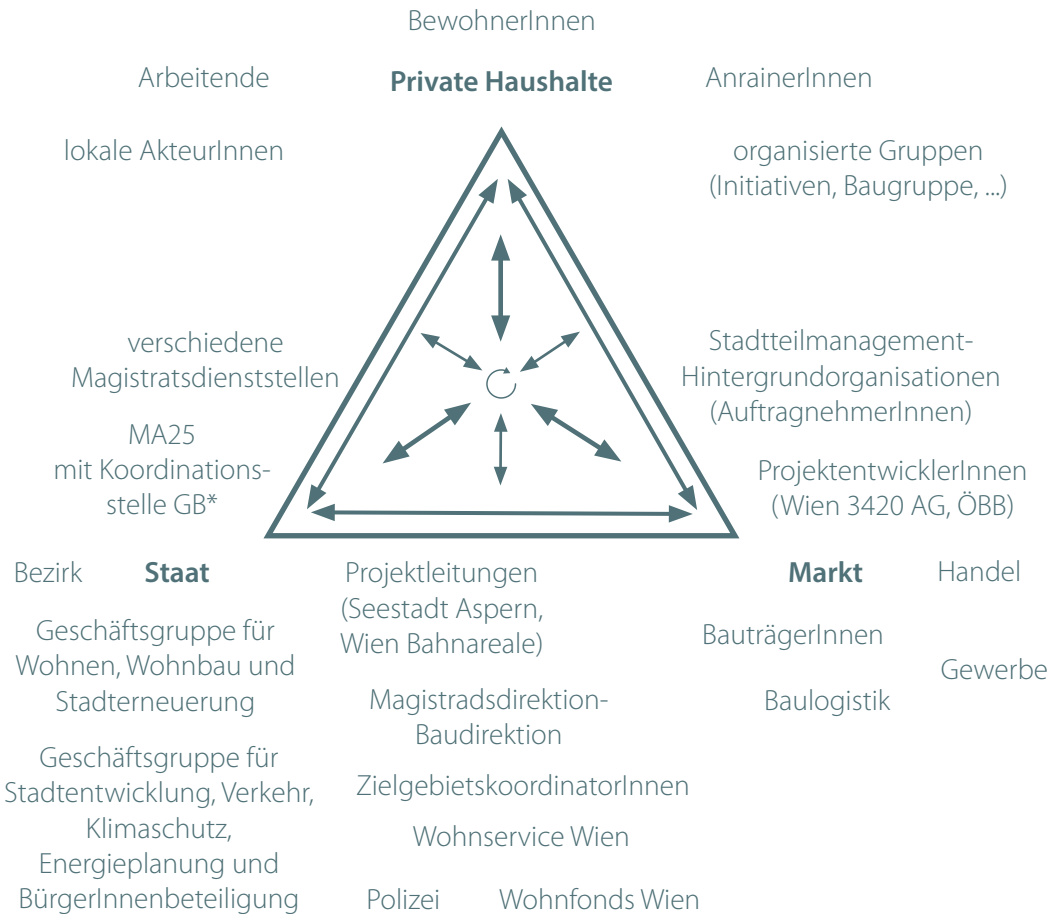 BewohnerInnen
Arbeitende
Private Haushalte
AnrainerInnen
lokale AkteurInnen
organisierte Gruppen
(Initiativen, Baugruppe, ...)
verschiedene
Magistratsdienststellen
Stadtteilmanagement-
Hintergrundorganisationen
(AuftragnehmerInnen)
MA25
mit Koordinations-
stelle GB*
ProjektentwicklerInnen
(Wien 3420 AG, ÖBB)
Bezirk
Staat
Projektleitungen
(Seestadt Aspern,
Wien Bahnareale)
Markt
Handel
Geschäftsgruppe für
Wohnen, Wohnbau und
Stadterneuerung
BauträgerInnen
Gewerbe
Magistradsdirektion-
Baudirektion
Baulogistik
Geschäftsgruppe für
Stadtentwicklung, Verkehr,
Klimaschutz,
Energieplanung und
BürgerInnenbeteiligung
ZielgebietskoordinatorInnen
Wohnservice Wien
Polizei
Wohnfonds Wien